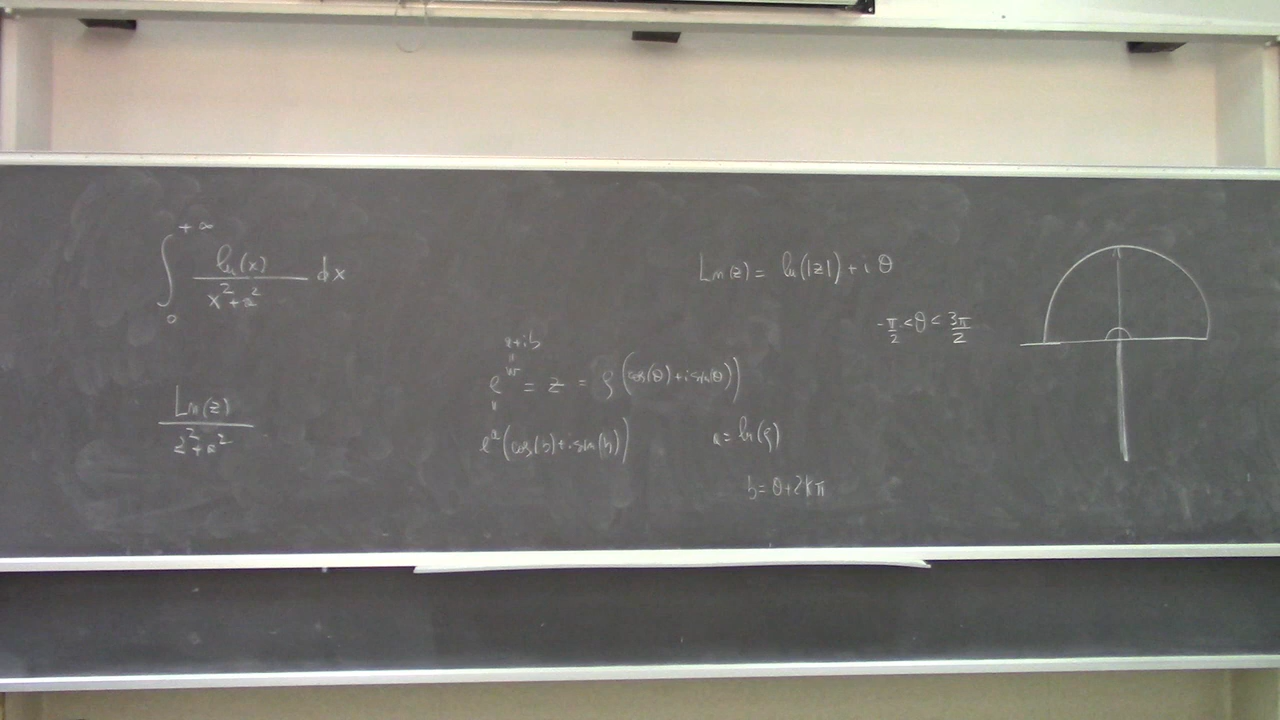 ∫₀^{+∞} ln(x)/(x²+a²) dx
Ln(z)/(z²+a²)
a+ib
e^w = z = ρ(cos(θ)+i sin(θ))
e^a(cos(b)+i sin(b))
a = ln(ρ)
b = θ+2kπ
Ln(z) = ln(|z|)+i θ
-π/2 < θ < 3π/2